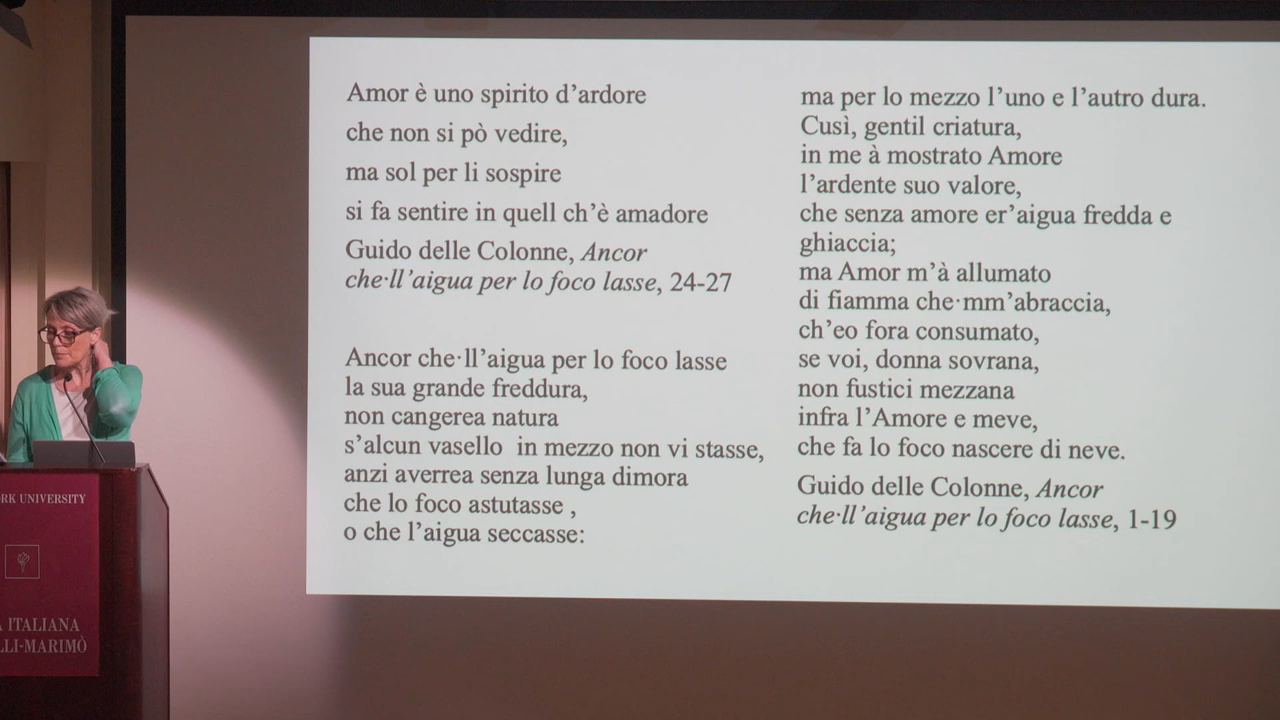 Amor è uno spirito d'ardore
che non si pò vedire,
ma sol per li sospire
si fa sentire in quell ch'è amadore
Guido delle Colonne, Ancor
che·ll'aigua per lo foco lasse, 24-27
Ancor che·ll'aigua per lo foco lasse
la sua grande freddura,
non cangerea natura
s'alcun vasello  in mezzo non vi stasse,
anzi averrea senza lunga dimora
che lo foco astutasse ,
o che l'aigua seccasse:
ma per lo mezzo l'uno e l'autro dura.
Cusì, gentil criatura,
in me à mostrato Amore
l'ardente suo valore,
che senza amore er'aigua fredda e
ghiaccia;
ma Amor m'à allumato
di fiamma che·mm'abraccia,
ch'eo fora consumato,
se voi, donna sovrana,
non fustici mezzana
infra l'Amore e meve,
che fa lo foco nascere di neve.
Guido delle Colonne, Ancor
che·ll'aigua per lo foco lasse, 1-19
RK UNIVERSITY
A ITALIANA
LLI-MARIMÒ